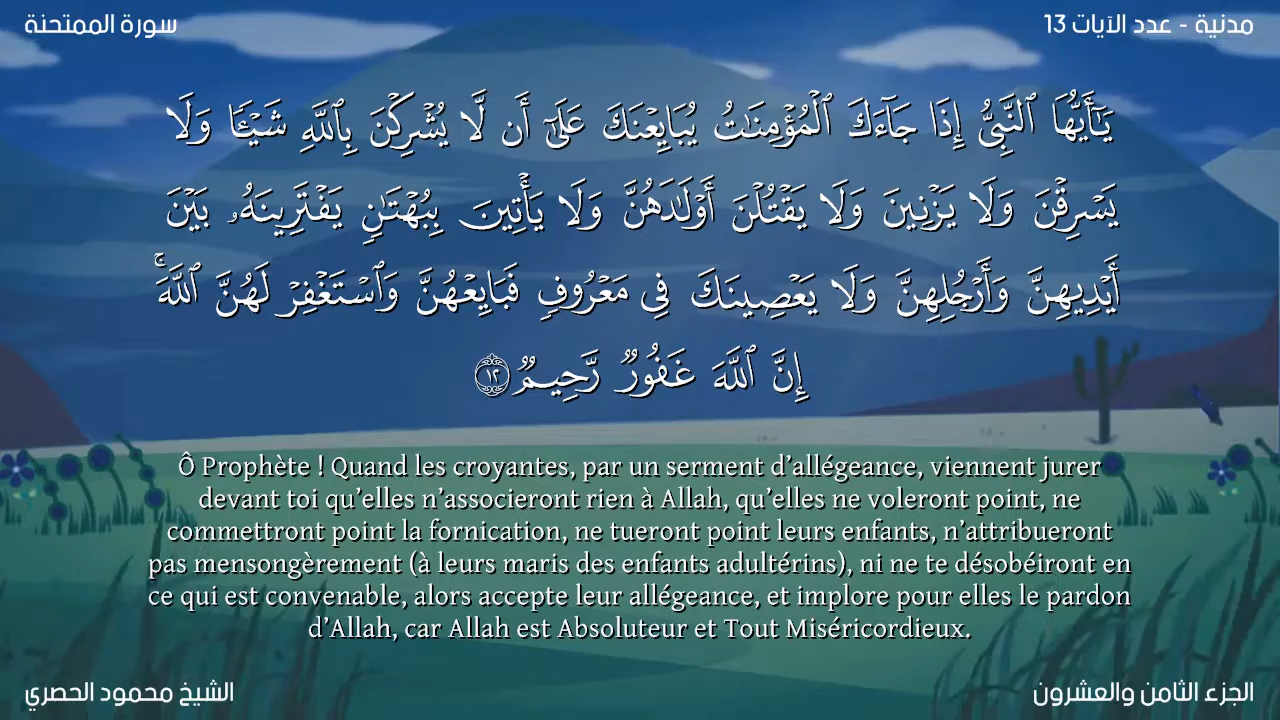 سورة الممتحنة
مدنية - عدد الآيات 13
يَـٰٓأَيُّهَا ٱلنَّبِىُّ إِذَا جَآءَكَ ٱلْمُؤْمِنَـٰتُ يُبَايِعْنَكَ عَلَىٰٓ أَن لَّا يُشْرِكْنَ بِٱللَّهِ شَيْـًٔا وَلَا
يَسْرِقْنَ وَلَا يَزْنِينَ وَلَا يَقْتُلْنَ أَوْلَـٰدَهُنَّ وَلَا يَأْتِينَ بِبُهْتَـٰنٍ يَفْتَرِينَهُۥ بَيْنَ
أَيْدِيهِنَّ وَأَرْجُلِهِنَّ وَلَا يَعْصِينَكَ فِى مَعْرُوفٍ فَبَايِعْهُنَّ وَٱسْتَغْفِرْ لَهُنَّ ٱللَّهَ ۚ
إِنَّ ٱللَّهَ غَفُورٌ رَّحِيمٌ ١٢
Ô Prophète ! Quand les croyantes, par un serment d’allégeance, viennent jurer
devant toi qu’elles n’associeront rien à Allah, qu’elles ne voleront point, ne
commettront point la fornication, ne tueront point leurs enfants, n’attribueront
pas mensongèrement (à leurs maris des enfants adultérins), ni ne te désobéiront en
ce qui est convenable, alors accepte leur allégeance, et implore pour elles le pardon
d’Allah, car Allah est Absoluteur et Tout Miséricordieux.
الشيخ محمود الحصري
الجزء الثامن والعشرون